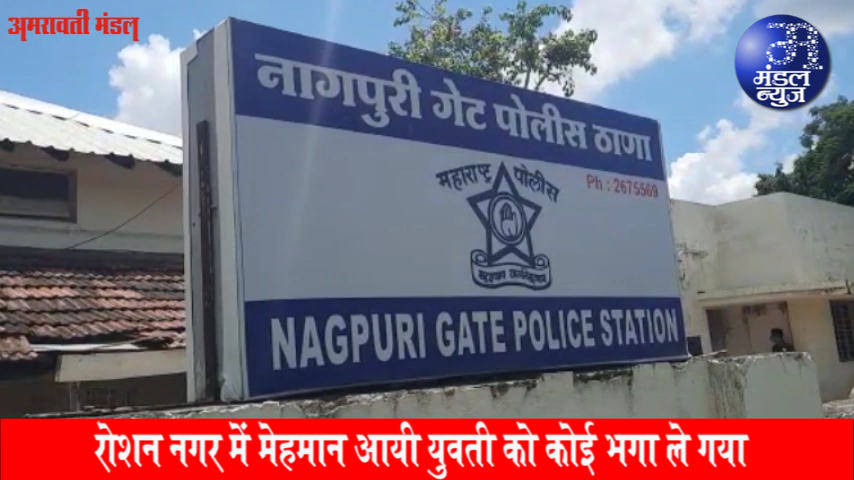 अमरावती मंडल
मंडल
न्युज
नागपुरी गेट पोलीस ठाणा
महाराष्ट्र पोलीस
Ph : 2675569
NAGPURI GATE POLICE STATION
रोशन नगर में मेहमान आयी युवती को कोई भगा ले गया